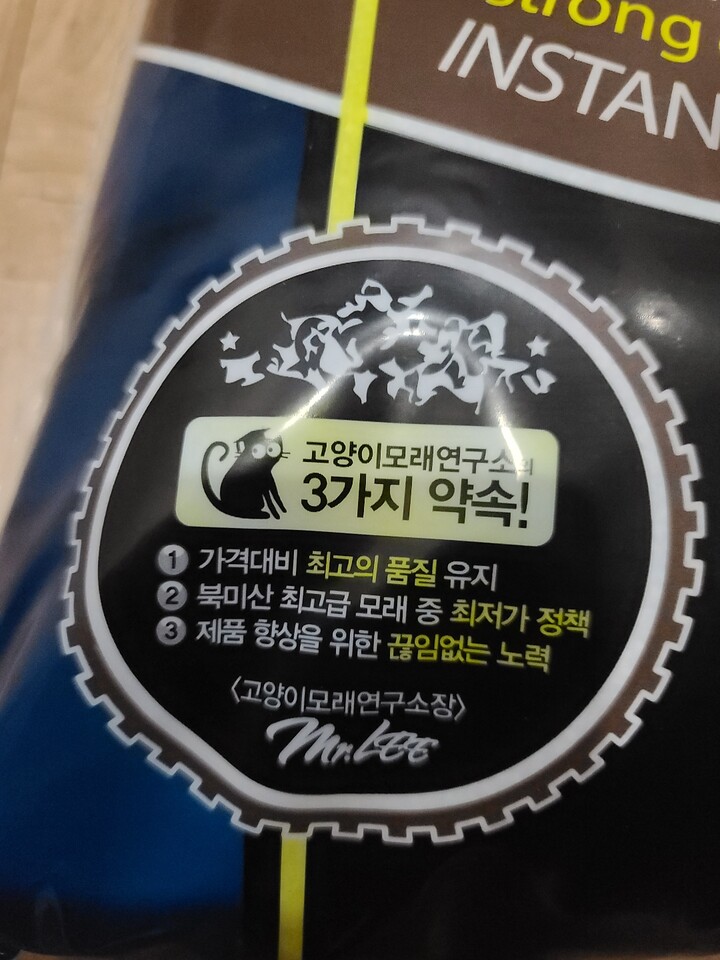 strong
INSTAN
고양이모래연구소의
3가지 약속!
1 가격대비 최고의 품질 유지
2 북미산 최고급 모래 중 최저가 정책
3 제품 향상을 위한 끊임없는 노력
〈고양이모래연구소장〉
Mr.LEE